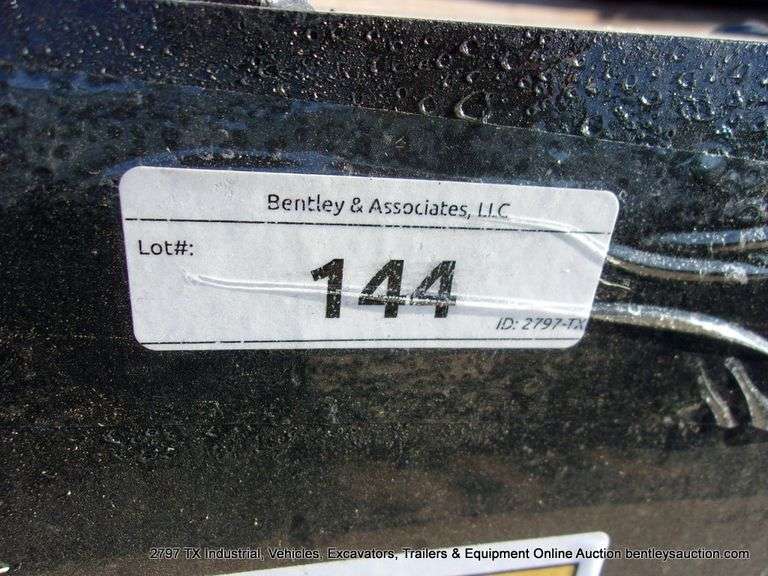 Bentley & Associates, LLC
Lot#:
144
ID: 2797-TX
2797 TX Industrial, Vehicles, Excavators, Trailers & Equipment Online Auction bentleysauction.com